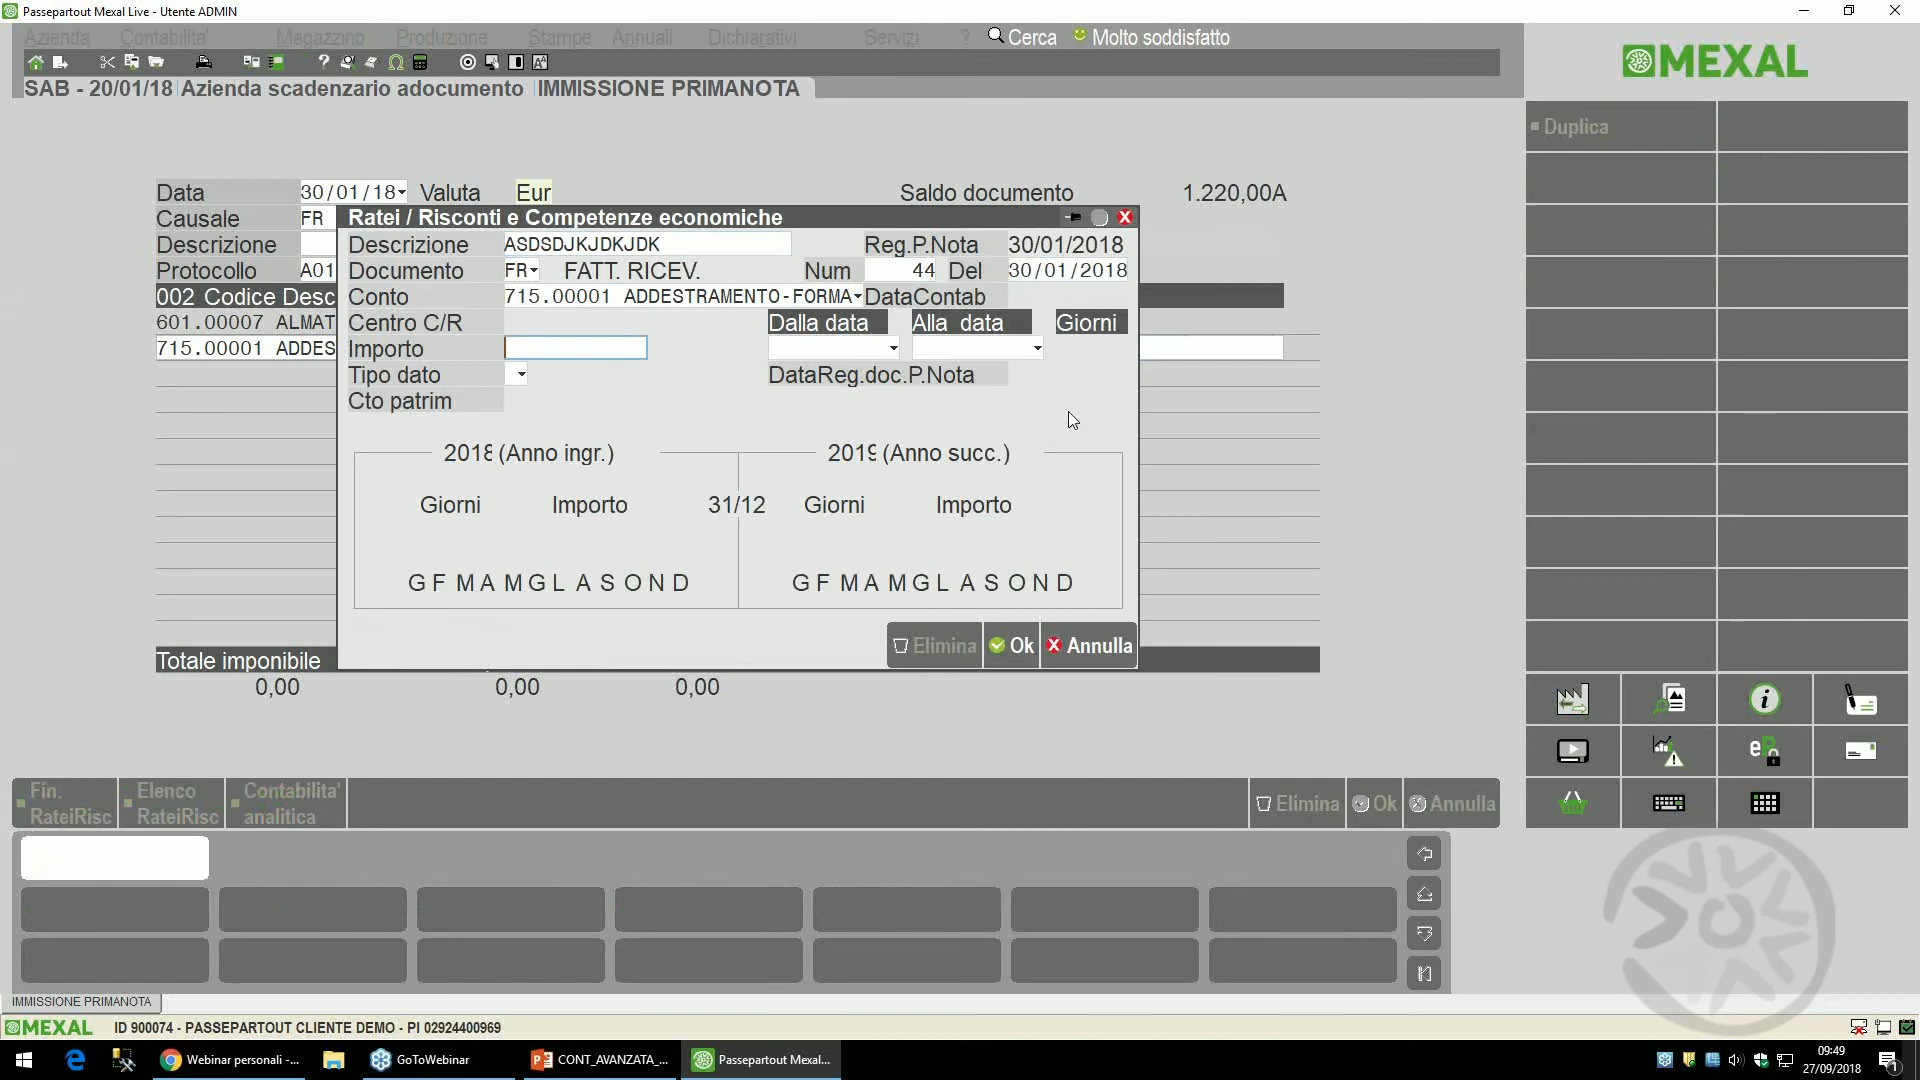 Passepartout Mexal Live - Utente ADMIN
Azienda Contabilita' Magazzino Produzione Stampe Annuali Dichiarativi Servizi ? Cerca Molto soddisfatto
MEXAL
SAB - 20/01/18 Azienda scadenzario adocumento IMMISSIONE PRIMANOTA
Duplica
Data 30/01/18 Valuta Eur Saldo documento 1.220,00A
Causale FR
Ratei / Risconti e Competenze economiche
Descrizione
Descrizione ASDSDJKJDKJDK Reg.P.Nota 30/01/2018
Protocollo A01
Documento FR FATT. RICEV. Num 44 Del 30/01/2018
002 Codice Desc
Conto 715.00001 ADDESTRAMENTO-FORMA DataContab
601.00007 ALMAT
Centro C/R Dalla data Alla data Giorni
715.00001 ADDES
Importo
Tipo dato DataReg.doc.P.Nota
Cto patrim
2018 (Anno ingr.) 2019 (Anno succ.)
Giorni Importo 31/12 Giorni Importo
G F M A M G L A S O N D G F M A M G L A S O N D
Elimina Ok Annulla
Totale imponibile
0,00 0,00 0,00
Fin. RateiRisc
Elenco RateiRisc
Contabilita' analitica
Elimina Ok Annulla
IMMISSIONE PRIMANOTA
MEXAL ID 900074 - PASSEPARTOUT CLIENTE DEMO - PI 02924400969
Webinar personali -... GoToWebinar CONT_AVANZATA_... Passepartout Mexal...
09:49
27/09/2018